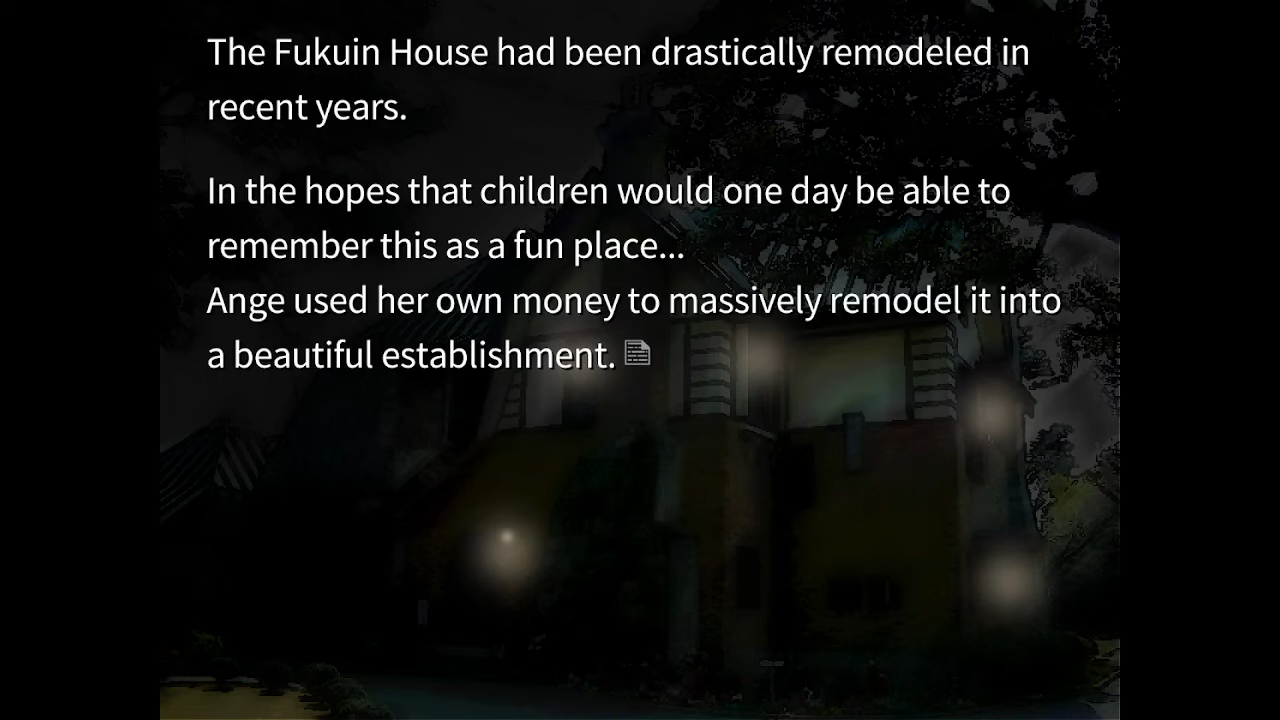 The Fukuin House had been drastically remodeled in
recent years.
In the hopes that children would one day be able to
remember this as a fun place...
Ange used her own money to massively remodel it into
a beautiful establishment.